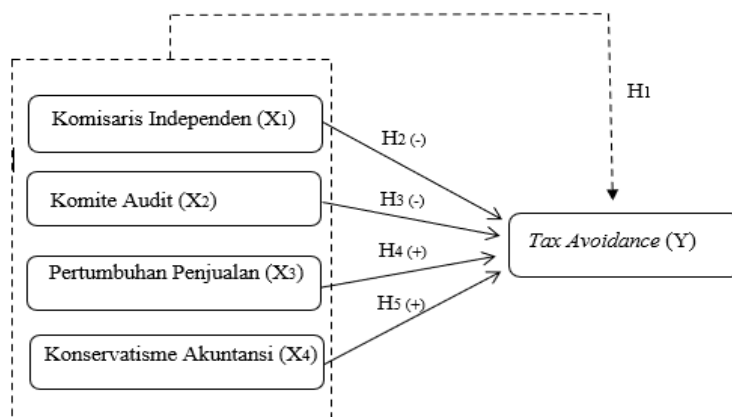 H1
Komisaris Independen (X1)
H2 (-)
Komite Audit (X2)
H3 (-)
Tax Avoidance (Y)
H4 (+)
Pertumbuhan Penjualan (X3)
H5 (+)
Konservatisme Akuntansi (X4)